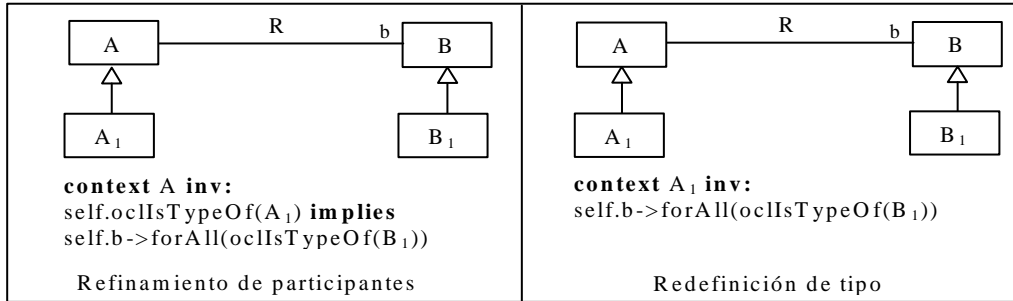 A R b B
A₁ B₁
context A inv:
self.oclIsTypeOf(A₁) implies
self.b->forAll(oclIsTypeOf(B₁))
Refinamiento de participantes
A R b B
A₁ B₁
context A₁ inv:
self.b->forAll(oclIsTypeOf(B₁))
Redefinición de tipo